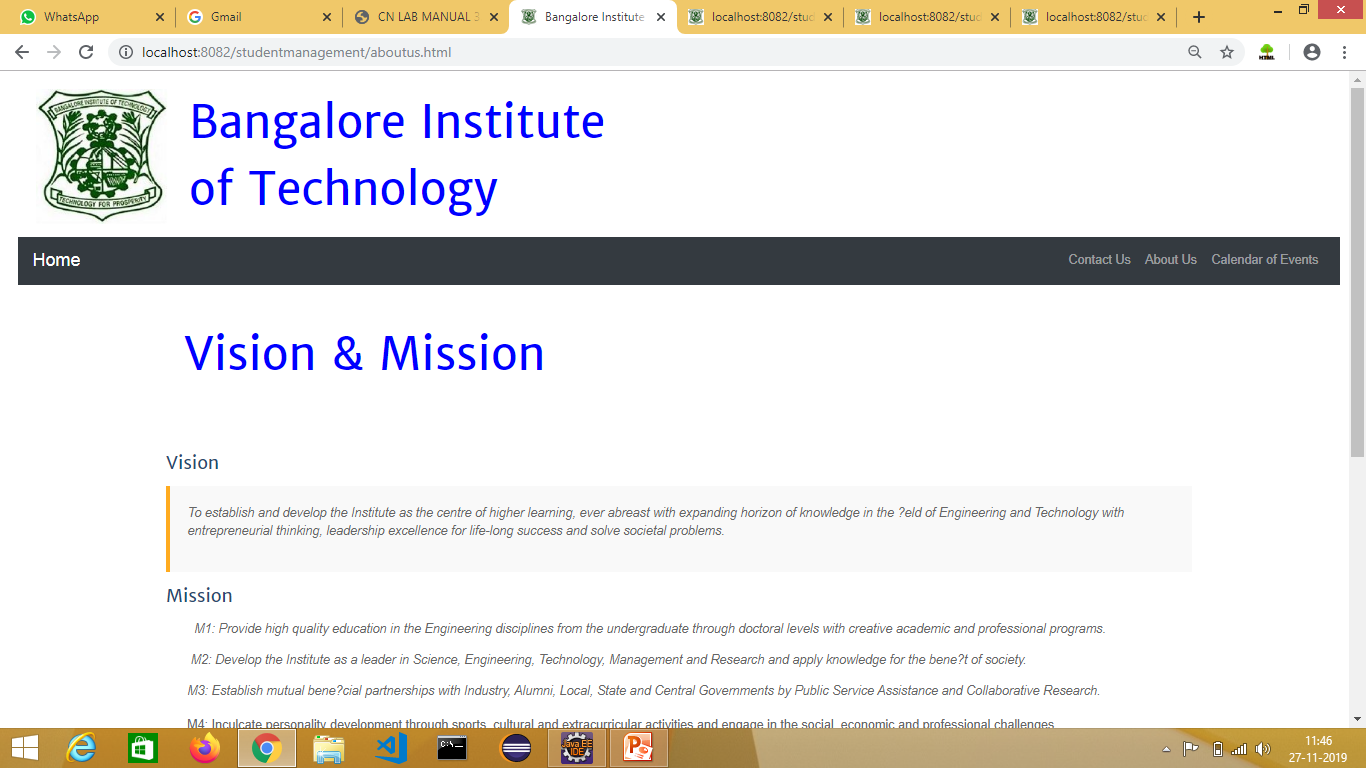 WhatsApp
Gmail
CN LAB MANUAL 3
Bangalore Institute
localhost:8082/stud
localhost:8082/stud
localhost:8082/stud
localhost:8082/studentmanagement/aboutus.html
BANGALORE INSTITUTE OF TECHNOLOGY
TECHNOLOGY FOR PROSPERITY
Bangalore Institute
of Technology
Home
Contact Us
About Us
Calendar of Events
Vision & Mission
Vision
To establish and develop the Institute as the centre of higher learning, ever abreast with expanding horizon of knowledge in the ?eld of Engineering and Technology with
entrepreneurial thinking, leadership excellence for life-long success and solve societal problems.
Mission
M1: Provide high quality education in the Engineering disciplines from the undergraduate through doctoral levels with creative academic and professional programs.
M2: Develop the Institute as a leader in Science, Engineering, Technology, Management and Research and apply knowledge for the bene?t of society.
M3: Establish mutual bene?cial partnerships with Industry, Alumni, Local, State and Central Governments by Public Service Assistance and Collaborative Research.
M4: Inculcate personality development through sports, cultural and extracurricular activities and engage in the social, economic and professional challenges
C:\
Java EE
IDE
11:46
27-11-2019